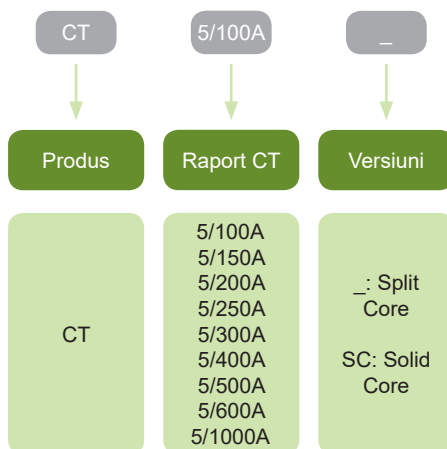 CT
5/100A
_
Produs
Raport CT
Versiuni
CT
5/100A
5/150A
5/200A
5/250A
5/300A
5/400A
5/500A
5/600A
5/1000A
_: Split
Core
SC: Solid
Core